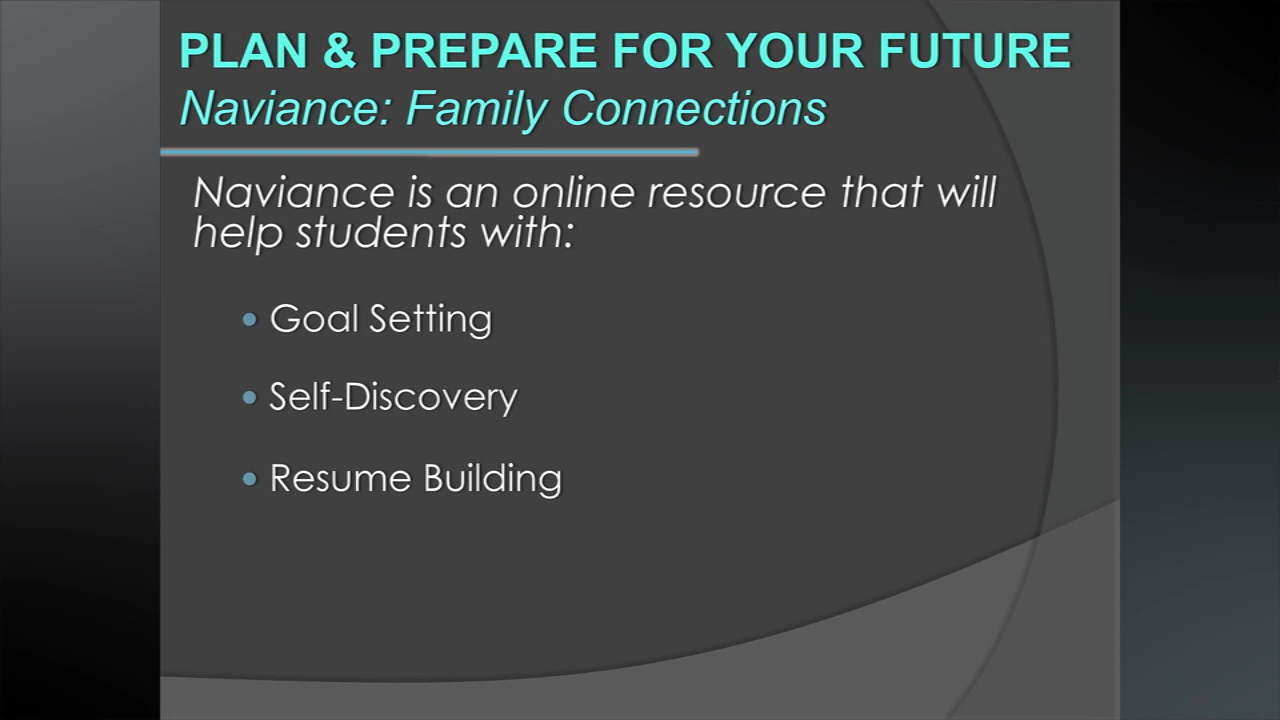 PLAN & PREPARE FOR YOUR FUTURE
Naviance: Family Connections
Naviance is an online resource that will
help students with:
• Goal Setting
• Self-Discovery
• Resume Building